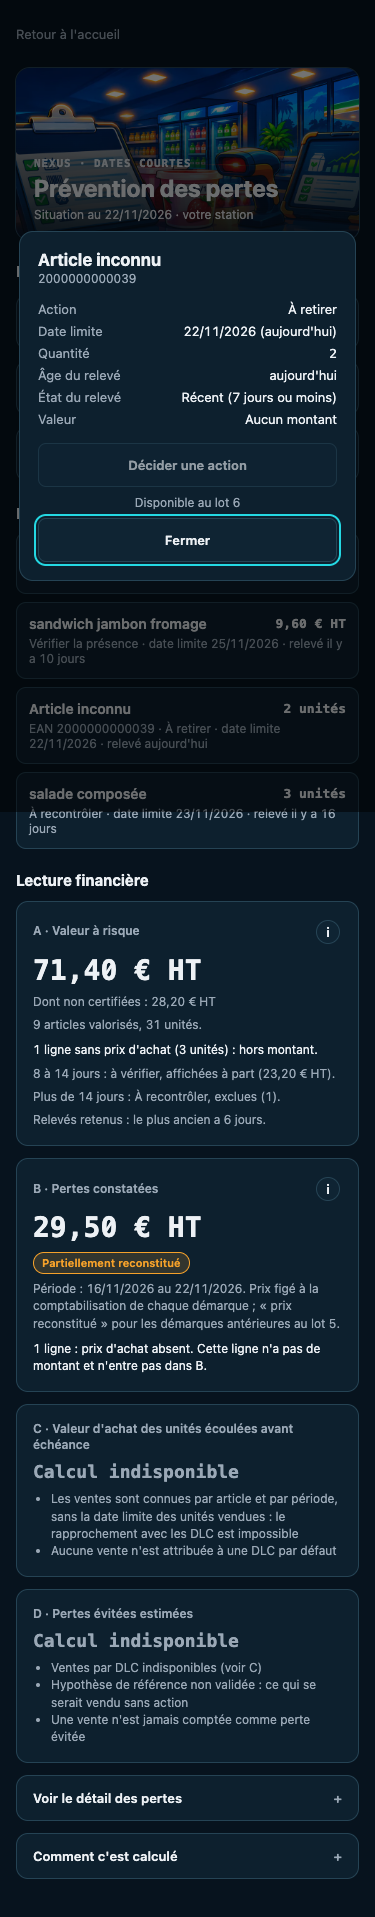 Retour à l'accueil
NEXUS · DATES COURTES
Prévention des pertes
Situation au 22/11/2026 · votre station
Article inconnu
2000000000039
Action À retirer
Date limite 22/11/2026 (aujourd'hui)
Quantité 2
Âge du relevé aujourd'hui
État du relevé Récent (7 jours ou moins)
Valeur Aucun montant
Décider une action
Disponible au lot 6
Fermer
sandwich jambon fromage 9,60 € HT
Vérifier la présence · date limite 25/11/2026 · relevé il y
a 10 jours
Article inconnu 2 unités
EAN 2000000000039 · À retirer · date limite
22/11/2026 · relevé aujourd'hui
salade composée 3 unités
À recontrôler · date limite 23/11/2026 · relevé il y a 16
jours
Lecture financière
A · Valeur à risque i
71,40 € HT
Dont non certifiées : 28,20 € HT
9 articles valorisés, 31 unités.
1 ligne sans prix d'achat (3 unités) : hors montant.
8 à 14 jours : à vérifier, affichées à part (23,20 € HT).
Plus de 14 jours : À recontrôler, exclues (1).
Relevés retenus : le plus ancien a 6 jours.
B · Pertes constatées i
29,50 € HT
Partiellement reconstitué
Période : 16/11/2026 au 22/11/2026. Prix figé à la
comptabilisation de chaque démarque ; « prix
reconstitué » pour les démarques antérieures au lot 5.
1 ligne : prix d'achat absent. Cette ligne n'a pas de
montant et n'entre pas dans B.
C · Valeur d'achat des unités écoulées avant
échéance
Calcul indisponible
• Les ventes sont connues par article et par période,
sans la date limite des unités vendues : le
rapprochement avec les DLC est impossible
• Aucune vente n'est attribuée à une DLC par défaut
D · Pertes évitées estimées
Calcul indisponible
• Ventes par DLC indisponibles (voir C)
• Hypothèse de référence non validée : ce qui se
serait vendu sans action
• Une vente n'est jamais comptée comme perte
évitée
Voir le détail des pertes +
Comment c'est calculé +